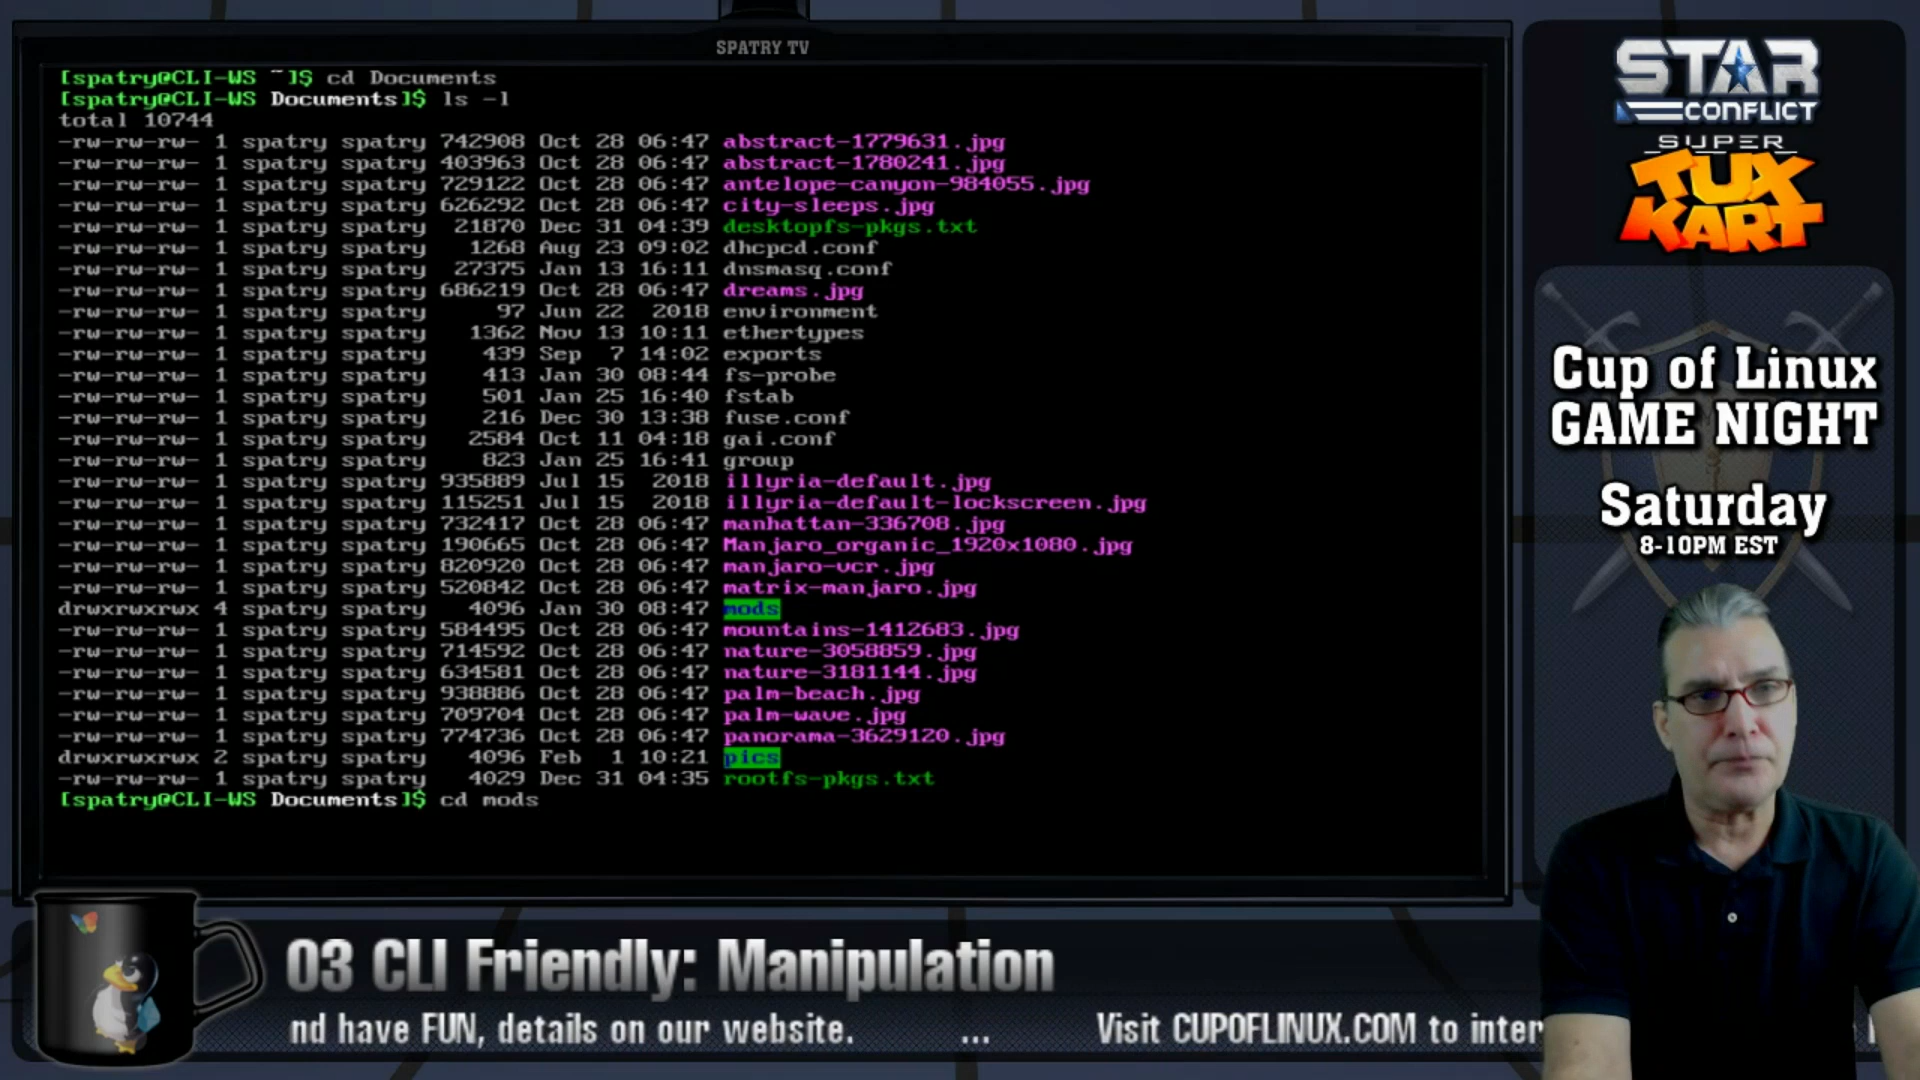 SPATRY TV
[spatry@CLI-WS ~]$ cd Documents
[spatry@CLI-WS Documents]$ ls -l
total 10744
-rw-rw-rw- 1 spatry spatry 742908 Oct 28 06:47 abstract-1779631.jpg
-rw-rw-rw- 1 spatry spatry 403963 Oct 28 06:47 abstract-1780241.jpg
-rw-rw-rw- 1 spatry spatry 729122 Oct 28 06:47 antelope-canyon-984055.jpg
-rw-rw-rw- 1 spatry spatry 626292 Oct 28 06:47 city-sleeps.jpg
-rw-rw-rw- 1 spatry spatry 21870 Dec 31 04:39 desktopfs-pkgs.txt
-rw-rw-rw- 1 spatry spatry 1268 Aug 23 09:02 dhcpcd.conf
-rw-rw-rw- 1 spatry spatry 27375 Jan 13 16:11 dnsmasq.conf
-rw-rw-rw- 1 spatry spatry 686219 Oct 28 06:47 dreams.jpg
-rw-rw-rw- 1 spatry spatry 97 Jun 22 2018 environment
-rw-rw-rw- 1 spatry spatry 1362 Nov 13 10:11 ethertypes
-rw-rw-rw- 1 spatry spatry 439 Sep 7 14:02 exports
-rw-rw-rw- 1 spatry spatry 413 Jan 30 08:44 fs-probe
-rw-rw-rw- 1 spatry spatry 501 Jan 25 16:40 fstab
-rw-rw-rw- 1 spatry spatry 216 Dec 30 13:38 fuse.conf
-rw-rw-rw- 1 spatry spatry 2584 Oct 11 04:18 gai.conf
-rw-rw-rw- 1 spatry spatry 823 Jan 25 16:41 group
-rw-rw-rw- 1 spatry spatry 935889 Jul 15 2018 illyria-default.jpg
-rw-rw-rw- 1 spatry spatry 115251 Jul 15 2018 illyria-default-lockscreen.jpg
-rw-rw-rw- 1 spatry spatry 732417 Oct 28 06:47 manhattan-336708.jpg
-rw-rw-rw- 1 spatry spatry 190665 Oct 28 06:47 Manjaro_organic_1920x1080.jpg
-rw-rw-rw- 1 spatry spatry 820920 Oct 28 06:47 manjaro-vcr.jpg
-rw-rw-rw- 1 spatry spatry 520842 Oct 28 06:47 matrix-manjaro.jpg
drwxrwxrwx 4 spatry spatry 4096 Jan 30 08:47 mods
-rw-rw-rw- 1 spatry spatry 584495 Oct 28 06:47 mountains-1412683.jpg
-rw-rw-rw- 1 spatry spatry 714592 Oct 28 06:47 nature-3058859.jpg
-rw-rw-rw- 1 spatry spatry 634581 Oct 28 06:47 nature-3181144.jpg
-rw-rw-rw- 1 spatry spatry 938886 Oct 28 06:47 palm-beach.jpg
-rw-rw-rw- 1 spatry spatry 709704 Oct 28 06:47 palm-wave.jpg
-rw-rw-rw- 1 spatry spatry 774736 Oct 28 06:47 panorama-3629120.jpg
drwxrwxrwx 2 spatry spatry 4096 Feb 1 10:21 pics
-rw-rw-rw- 1 spatry spatry 4029 Dec 31 04:35 rootfs-pkgs.txt
[spatry@CLI-WS Documents]$ cd mods
STAR
CONFLICT
SUPER
TUX
KART
Cup of Linux
GAME NIGHT
Saturday
8-10PM EST
03 CLI Friendly: Manipulation
nd have FUN, details on our website. ... Visit CUPOFLINUX.COM to inter